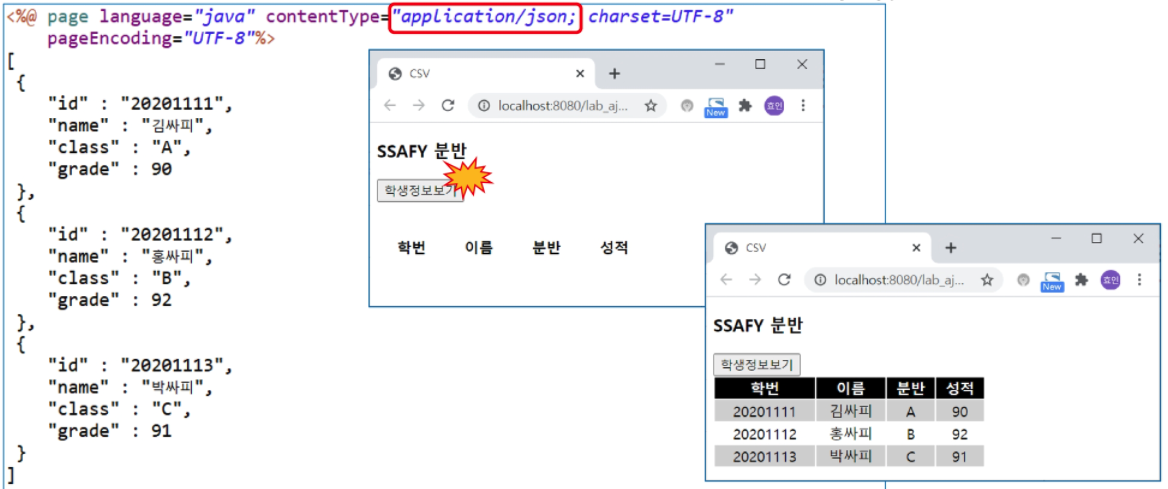 <%@ page language="java" contentType="application/json; charset=UTF-8"
pageEncoding="UTF-8"%>
[
{
"id" : "20201111",
"name" : "김싸피",
"class" : "A",
"grade" : 90
},
{
"id" : "20201112",
"name" : "홍싸피",
"class" : "B",
"grade" : 92
},
{
"id" : "20201113",
"name" : "박싸피",
"class" : "C",
"grade" : 91
}
]
CSV
localhost:8080/lab_aj...
New
효인
SSAFY 분반
학생정보보기
학번 이름 분반 성적
CSV
localhost:8080/lab_aj...
New
효인
SSAFY 분반
학생정보보기
학번 이름 분반 성적
20201111 김싸피 A 90
20201112 홍싸피 B 92
20201113 박싸피 C 91